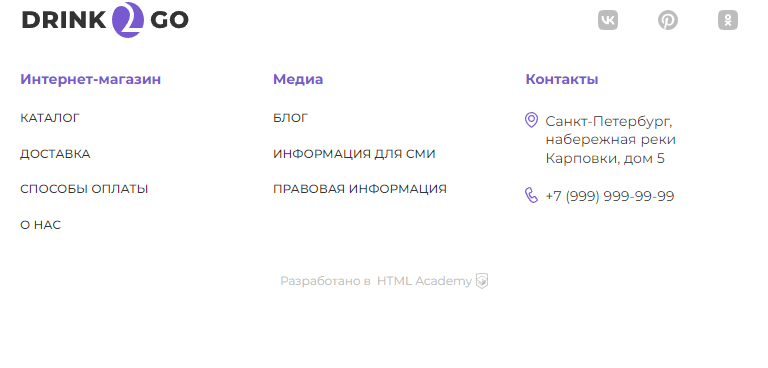 DRINK 2 GO
Интернет-магазин
КАТАЛОГ
ДОСТАВКА
СПОСОБЫ ОПЛАТЫ
О НАС
Медиа
БЛОГ
ИНФОРМАЦИЯ ДЛЯ СМИ
ПРАВОВАЯ ИНФОРМАЦИЯ
Контакты
Санкт-Петербург,
набережная реки
Карповки, дом 5
+7 (999) 999-99-99
Разработано в HTML Academy